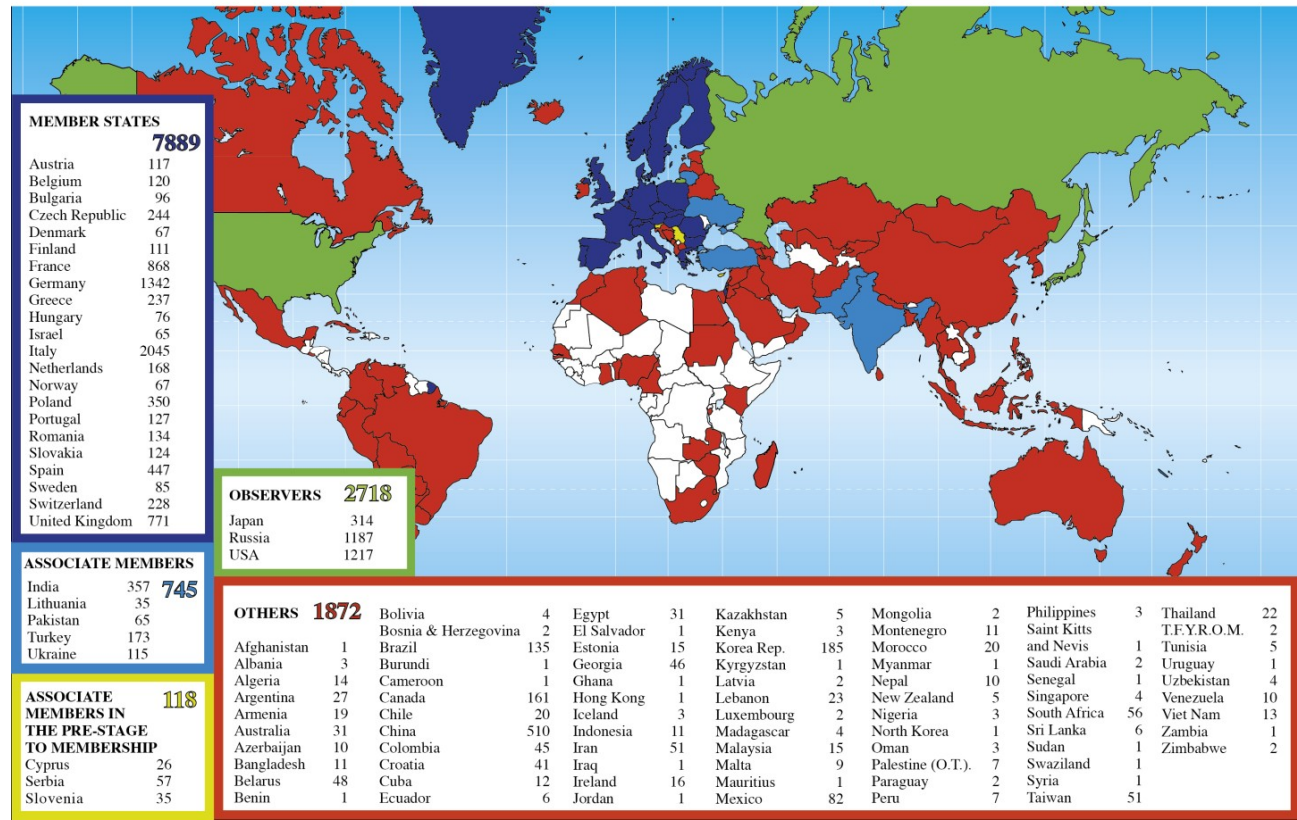 MEMBER STATES
7889
Austria 117
Belgium 120
Bulgaria 96
Czech Republic 244
Denmark 67
Finland 111
France 868
Germany 1342
Greece 237
Hungary 76
Israel 65
Italy 2045
Netherlands 168
Norway 67
Poland 350
Portugal 127
Romania 134
Slovakia 124
Spain 447
Sweden 85
Switzerland 228
United Kingdom 771
OBSERVERS 2718
Japan 314
Russia 1187
USA 1217
ASSOCIATE MEMBERS
745
India 357
Lithuania 35
Pakistan 65
Turkey 173
Ukraine 115
ASSOCIATE 118
MEMBERS IN
THE PRE-STAGE
TO MEMBERSHIP
Cyprus 26
Serbia 57
Slovenia 35
OTHERS 1872
Afghanistan 1
Albania 3
Algeria 14
Argentina 27
Armenia 19
Australia 31
Azerbaijan 10
Bangladesh 11
Belarus 48
Benin 1
Bolivia 4
Bosnia & Herzegovina 2
Brazil 135
Burundi 1
Cameroon 1
Canada 161
Chile 20
China 510
Colombia 45
Croatia 41
Cuba 12
Ecuador 6
Egypt 31
El Salvador 1
Estonia 15
Georgia 46
Ghana 1
Hong Kong 1
Iceland 3
Indonesia 11
Iran 51
Iraq 1
Ireland 16
Jordan 1
Kazakhstan 5
Kenya 3
Korea Rep. 185
Kyrgyzstan 1
Latvia 2
Lebanon 23
Luxembourg 2
Madagascar 4
Malaysia 15
Malta 9
Mauritius 1
Mexico 82
Mongolia 2
Montenegro 11
Morocco 20
Myanmar 1
Nepal 10
New Zealand 5
Nigeria 3
North Korea 1
Oman 3
Palestine (O.T.). 7
Paraguay 2
Peru 7
Philippines 3
Saint Kitts
and Nevis 1
Saudi Arabia 2
Senegal 1
Singapore 4
South Africa 56
Sri Lanka 6
Sudan 1
Swaziland 1
Syria 1
Taiwan 51
Thailand 22
T.F.Y.R.O.M. 2
Tunisia 5
Uruguay 1
Uzbekistan 4
Venezuela 10
Viet Nam 13
Zambia 1
Zimbabwe 2